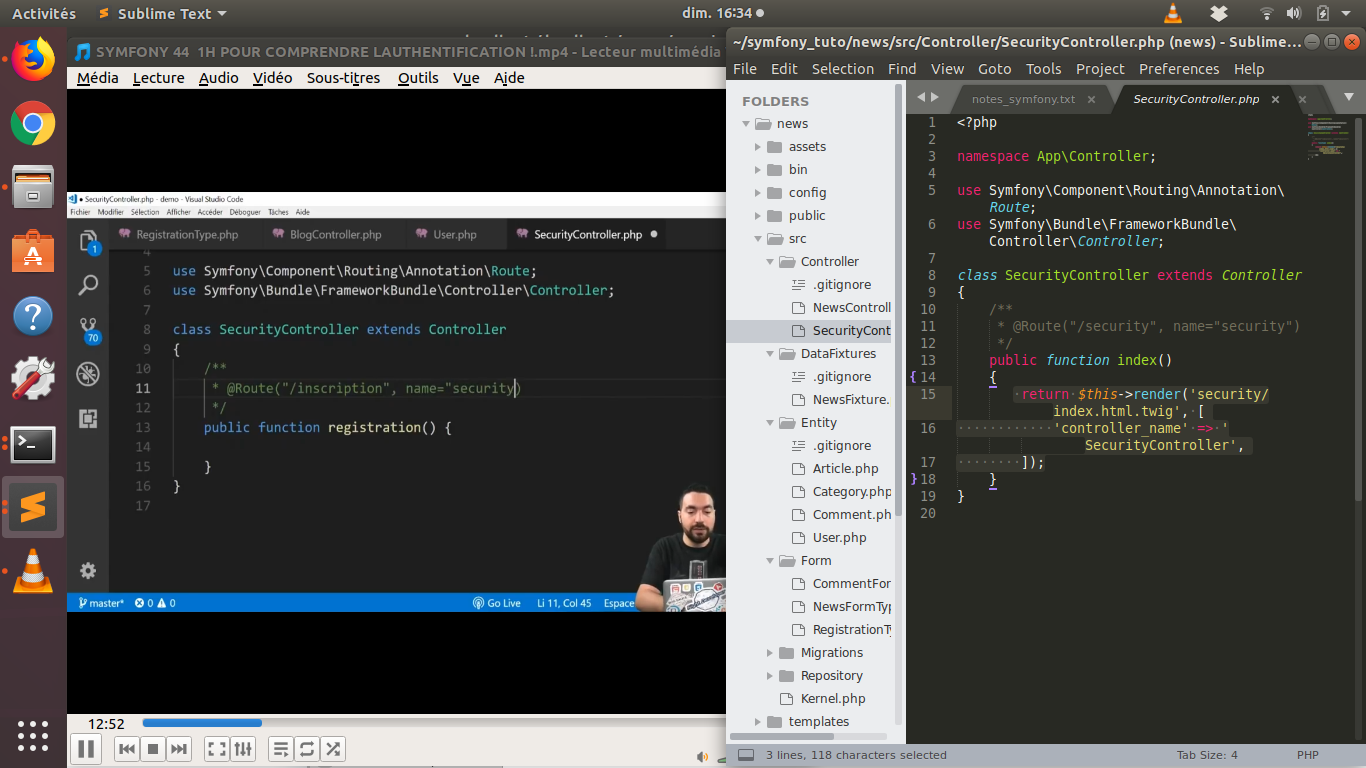 Activités
Sublime Text
dim. 16:34
SYMFONY 44 1H POUR COMPRENDRE LAUTHENTIFICATION !.mp4 - Lecteur multimédia
Média Lecture Audio Vidéo Sous-titres Outils Vue Aide
SecurityController.php - demo - Visual Studio Code
Fichier Modifier Sélection Afficher Accéder Déboguer Tâches Aide
RegistrationType.php BlogController.php User.php SecurityController.php
1
70
4
5 use Symfony\Component\Routing\Annotation\Route;
6 use Symfony\Bundle\FrameworkBundle\Controller\Controller;
7
8 class SecurityController extends Controller
9 {
10 /**
11 * @Route("/inscription", name="security)
12 */
13 public function registration() {
14
15 }
16 }
17
master* 0 0 Go Live Ln 11, Col 45 Espace
12:52
~/symfony_tuto/news/src/Controller/SecurityController.php (news) - Sublime...
File Edit Selection Find View Goto Tools Project Preferences Help
FOLDERS
news
assets
bin
config
public
src
Controller
.gitignore
NewsControll
SecurityCont
DataFixtures
.gitignore
NewsFixture.
Entity
.gitignore
Article.php
Category.php
Comment.ph
User.php
Form
CommentFor
NewsFormTyp
RegistrationT
Migrations
Repository
Kernel.php
templates
notes_symfony.txt SecurityController.php
1 <?php
2
3 namespace App\Controller;
4
5 use Symfony\Component\Routing\Annotation\
Route;
6 use Symfony\Bundle\FrameworkBundle\
Controller\Controller;
7
8 class SecurityController extends Controller
9 {
10 /**
11 * @Route("/security", name="security")
12 */
13 public function index()
14 {
15 return $this->render('security/
index.html.twig', [
16 'controller_name' => '
SecurityController',
17 ]);
18 }
19 }
20
3 lines, 118 characters selected
Tab Size: 4
PHP